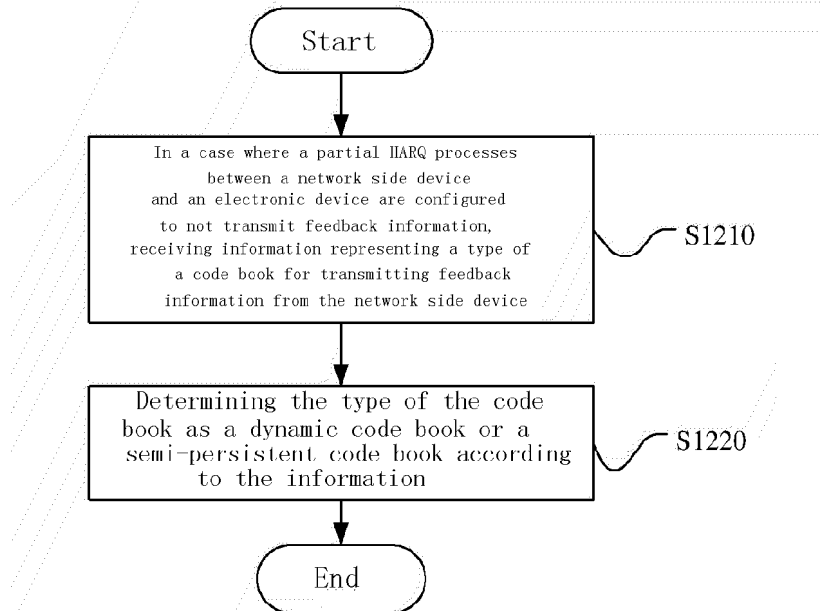 Start
In a case where a partial HARQ processes
between a network side device
and an electronic device are configured
to not transmit feedback information,
receiving information representing a type of
a code book for transmitting feedback
information from the network side device
S1210
Determining the type of the code
book as a dynamic code book or a
semi-persistent code book according
to the information
S1220
End